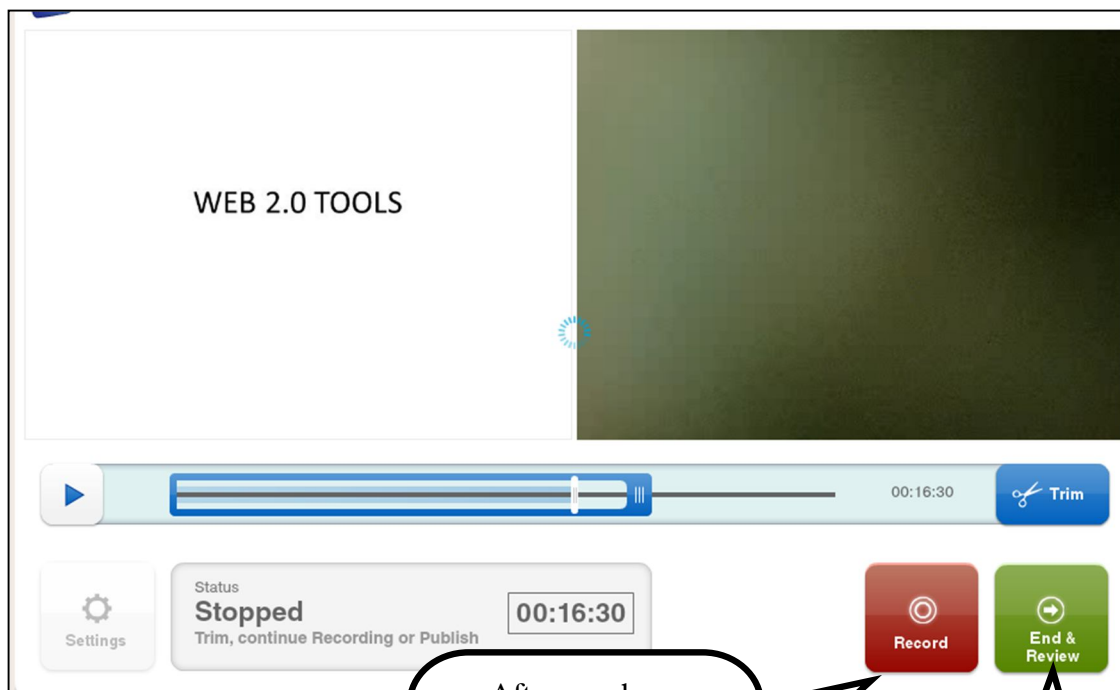 WEB 2.0 TOOLS
00:16:30
Trim
Settings
Status
Stopped
Trim, continue Recording or Publish
00:16:30
Record
End &
Review
After